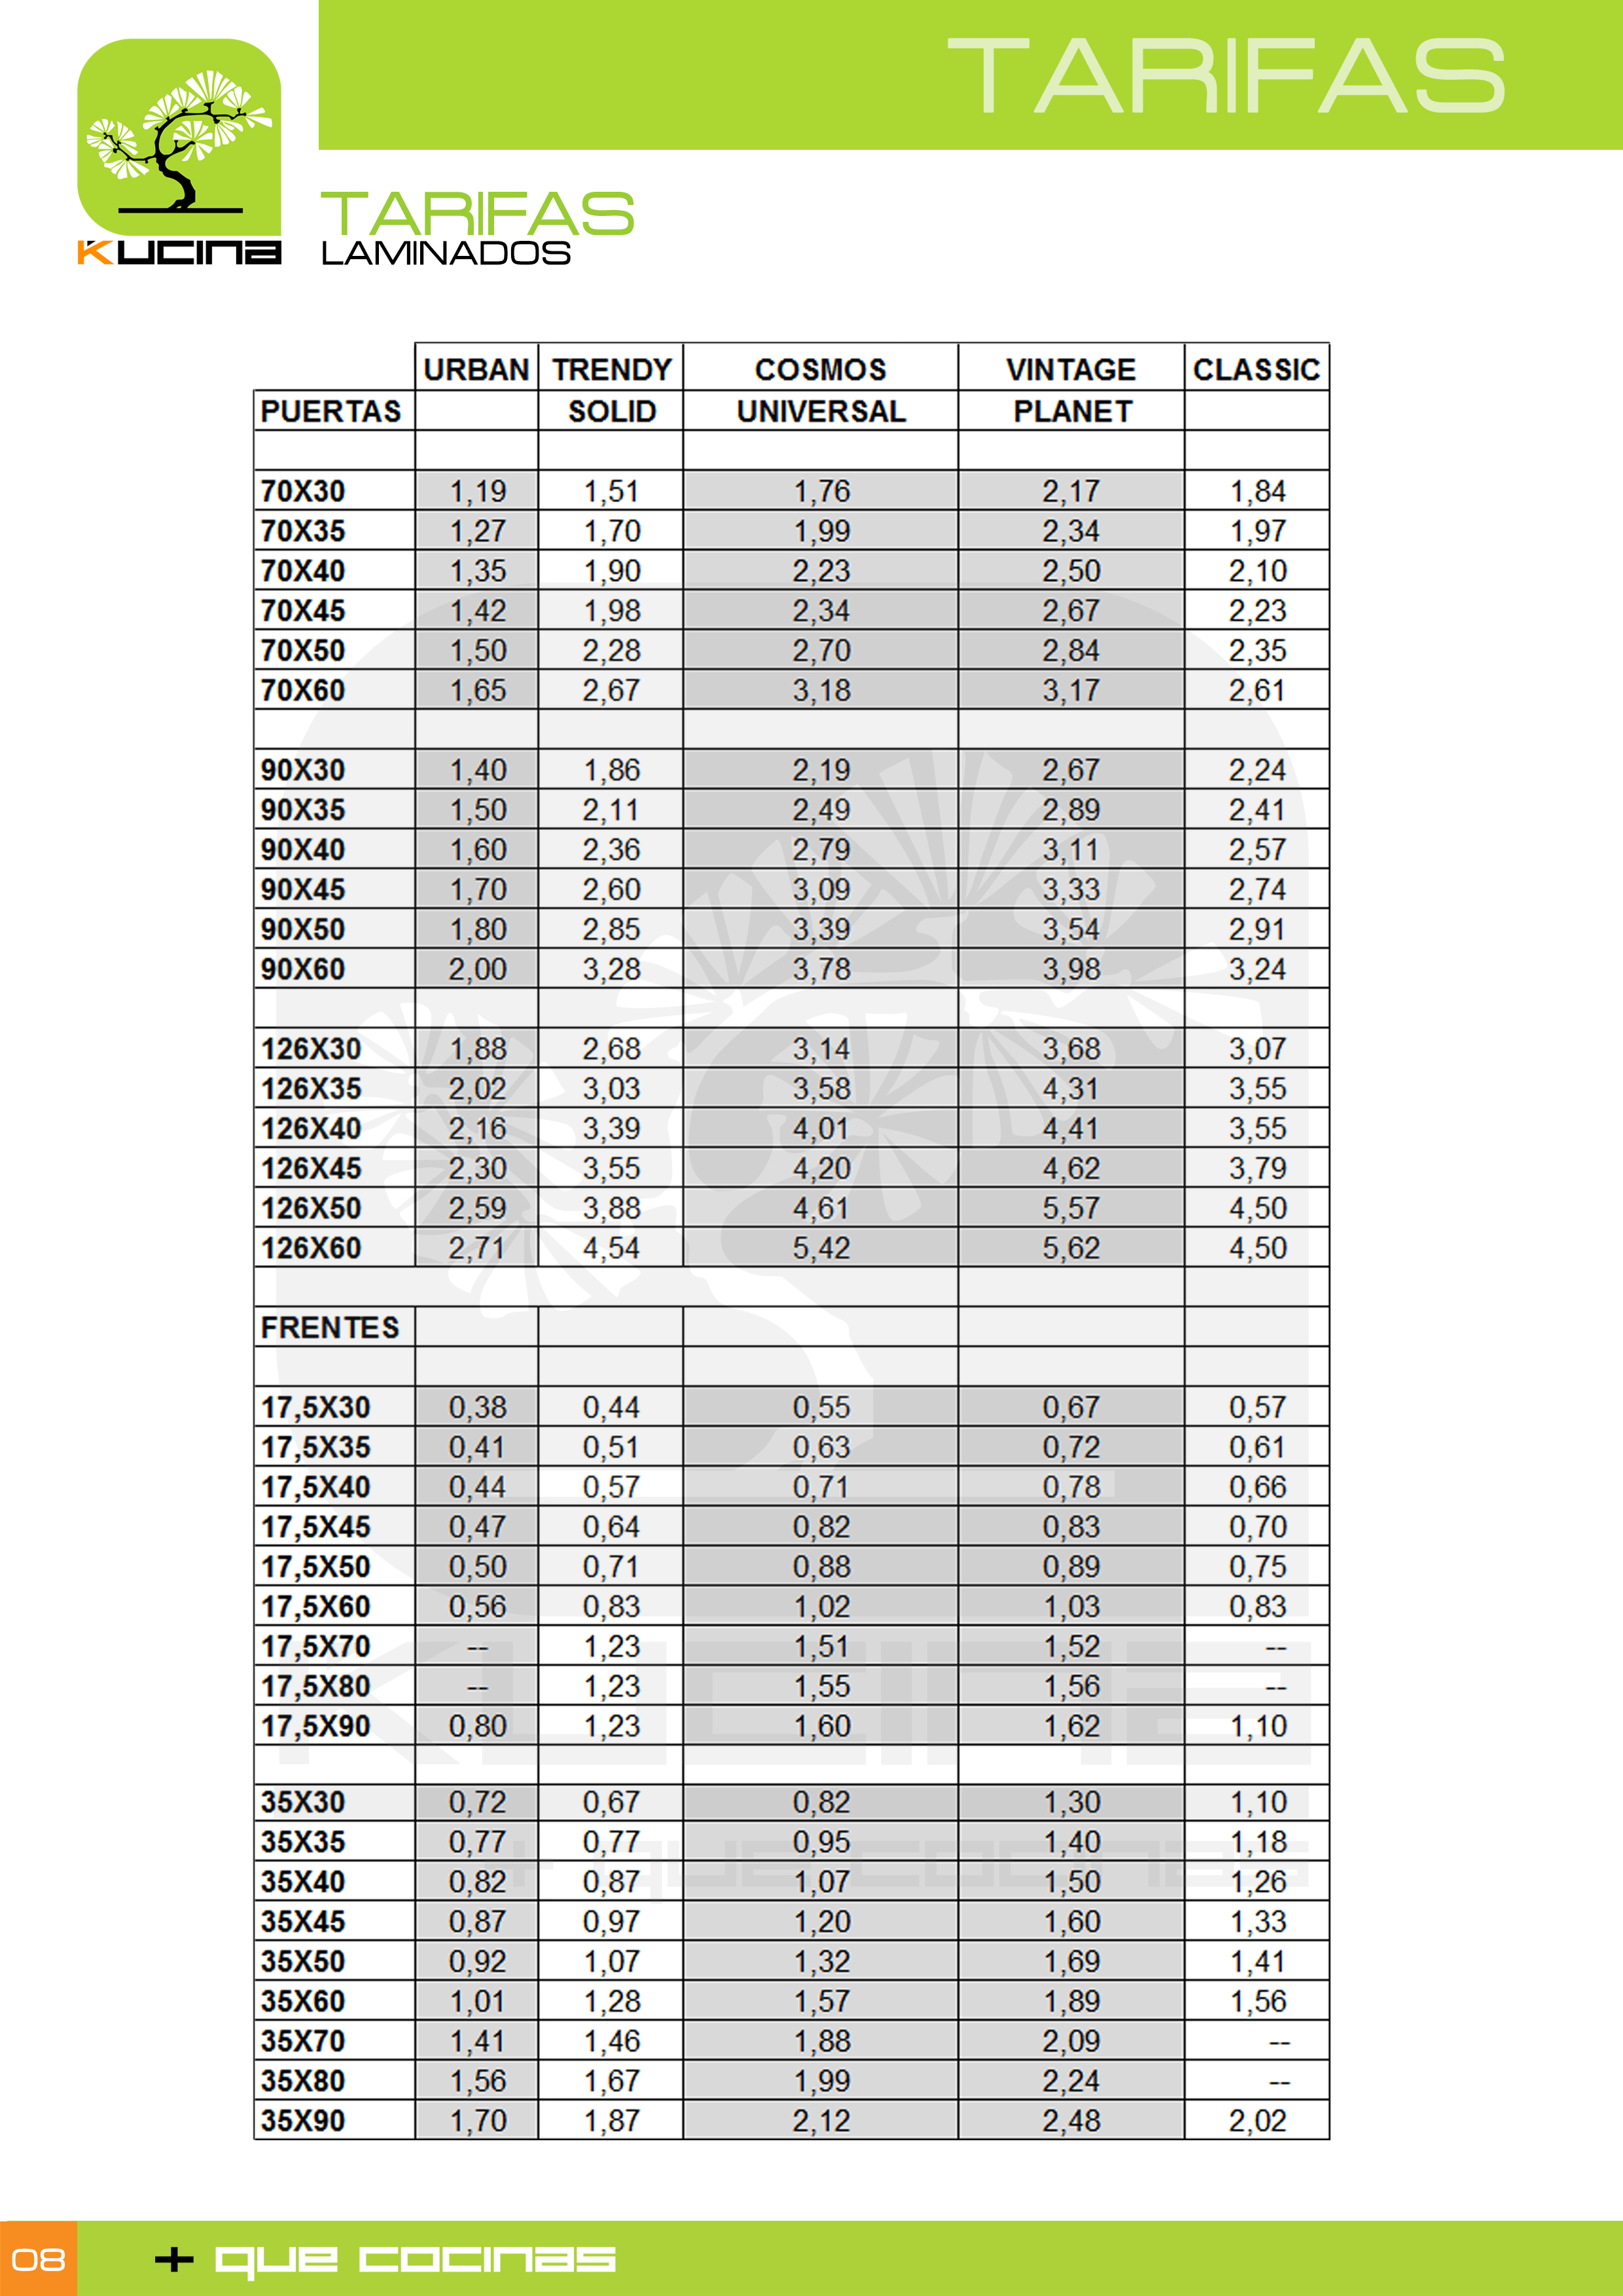 TARIFAS
KUCINA
TARIFAS
LAMINADOS
URBAN TRENDY COSMOS VINTAGE CLASSIC
PUERTAS SOLID UNIVERSAL PLANET
70X30 1,19 1,51 1,76 2,17 1,84
70X35 1,27 1,70 1,99 2,34 1,97
70X40 1,35 1,90 2,23 2,50 2,10
70X45 1,42 1,98 2,34 2,67 2,23
70X50 1,50 2,28 2,70 2,84 2,35
70X60 1,65 2,67 3,18 3,17 2,61
90X30 1,40 1,86 2,19 2,67 2,24
90X35 1,50 2,11 2,49 2,89 2,41
90X40 1,60 2,36 2,79 3,11 2,57
90X45 1,70 2,60 3,09 3,33 2,74
90X50 1,80 2,85 3,39 3,54 2,91
90X60 2,00 3,28 3,78 3,98 3,24
126X30 1,88 2,68 3,14 3,68 3,07
126X35 2,02 3,03 3,58 4,31 3,55
126X40 2,16 3,39 4,01 4,41 3,55
126X45 2,30 3,55 4,20 4,62 3,79
126X50 2,59 3,88 4,61 5,57 4,50
126X60 2,71 4,54 5,42 5,62 4,50
FRENTES
17,5X30 0,38 0,44 0,55 0,67 0,57
17,5X35 0,41 0,51 0,63 0,72 0,61
17,5X40 0,44 0,57 0,71 0,78 0,66
17,5X45 0,47 0,64 0,82 0,83 0,70
17,5X50 0,50 0,71 0,88 0,89 0,75
17,5X60 0,56 0,83 1,02 1,03 0,83
17,5X70 -- 1,23 1,51 1,52 --
17,5X80 -- 1,23 1,55 1,56 --
17,5X90 0,80 1,23 1,60 1,62 1,10
KUCINA
35X30 0,72 0,67 0,82 1,30 1,10
35X35 0,77 0,77 0,95 1,40 1,18
+ que cocinas
35X40 0,82 0,87 1,07 1,50 1,26
35X45 0,87 0,97 1,20 1,60 1,33
35X50 0,92 1,07 1,32 1,69 1,41
35X60 1,01 1,28 1,57 1,89 1,56
35X70 1,41 1,46 1,88 2,09 --
35X80 1,56 1,67 1,99 2,24 --
35X90 1,70 1,87 2,12 2,48 2,02
08 + que cocinas